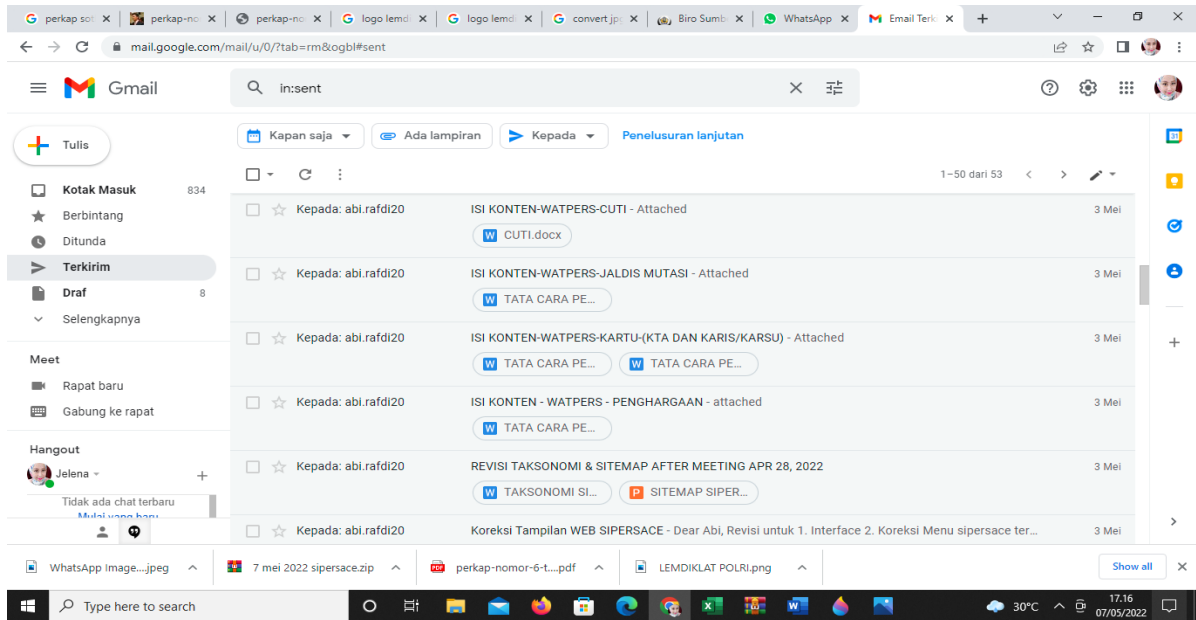 perkap sot
perkap-no
perkap-no
logo lemdi
logo lemdi
convert jpc
Biro Sumb
WhatsApp
Email Terk
mail.google.com/mail/u/0/?tab=rm&ogbl#sent
Gmail
in:sent
Tulis
Kapan saja
Ada lampiran
Kepada
Penelusuran lanjutan
1–50 dari 53
Kotak Masuk 834
Berbintang
Ditunda
Terkirim
Draf 8
Selengkapnya
Meet
Rapat baru
Gabung ke rapat
Hangout
Jelena
Tidak ada chat terbaru
Mulai yang baru
Kepada: abi.rafdi20 ISI KONTEN-WATPERS-CUTI - Attached 3 Mei
CUTI.docx
Kepada: abi.rafdi20 ISI KONTEN-WATPERS-JALDIS MUTASI - Attached 3 Mei
TATA CARA PE...
Kepada: abi.rafdi20 ISI KONTEN-WATPERS-KARTU-(KTA DAN KARIS/KARSU) - Attached 3 Mei
TATA CARA PE... TATA CARA PE...
Kepada: abi.rafdi20 ISI KONTEN - WATPERS - PENGHARGAAN - attached 3 Mei
TATA CARA PE...
Kepada: abi.rafdi20 REVISI TAKSONOMI & SITEMAP AFTER MEETING APR 28, 2022 3 Mei
TAKSONOMI SI... SITEMAP SIPER...
Kepada: abi.rafdi20 Koreksi Tampilan WEB SIPERSACE - Dear Abi, Revisi untuk 1. Interface 2. Koreksi Menu sipersace ter... 3 Mei
WhatsApp Image....jpeg
7 mei 2022 sipersace.zip
perkap-nomor-6-t....pdf
LEMDIKLAT POLRI.png
Show all
Type here to search
30°C
17.16
07/05/2022